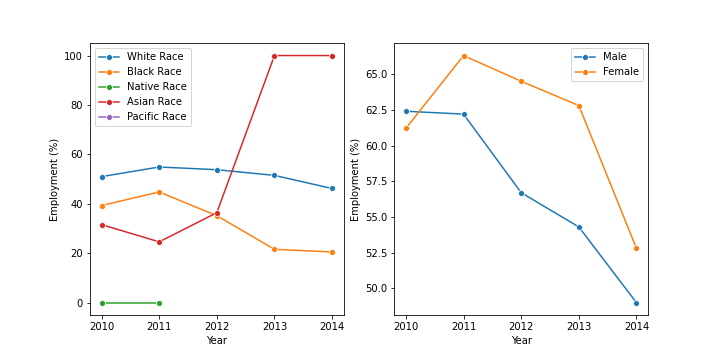 White Race
Black Race
Native Race
Asian Race
Pacific Race
100
80
60
40
20
0
Employment (%)
2010 2011 2012 2013 2014
Year
Male
Female
65.0
62.5
60.0
57.5
55.0
52.5
50.0
Employment (%)
2010 2011 2012 2013 2014
Year